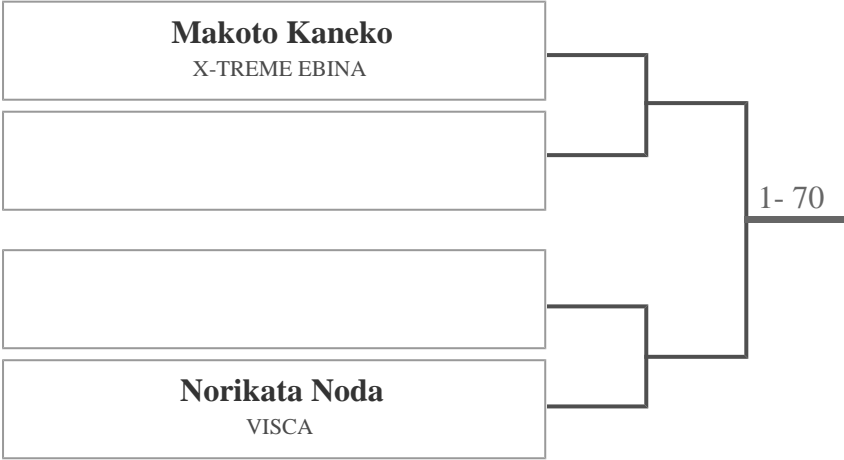 Makoto Kaneko
X-TREME EBINA
1- 70
Norikata Noda
VISCA